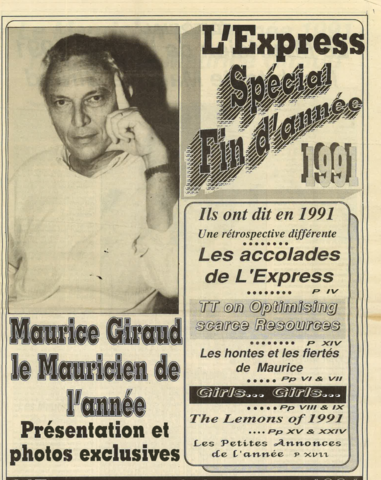 L'Express
Spécial
Fin d'année
1991
Maurice Giraud
le Mauricien de
l'année
Présentation et
photos exclusives
Ils ont dit en 1991
Une rétrospective différente
Les accolades
de L'Express
P IV
TT on Optimising
scarce Resources
P XIV
Les hontes et les fiertés
de Maurice
Pp VI & VII
Girls... Girls...
Pp VIII & IX
The Lemons of 1991
....Pp XV & XXIV
Les Petites Annonces
de l'année P XVII